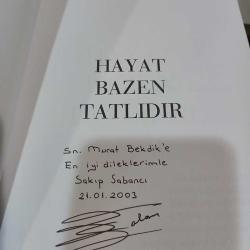 HAYAT
BAZEN
TATLIDIR
Sn. Murat Bekdik'e
En iyi dileklerimle
Sakıp Sabancı
21.01.2003